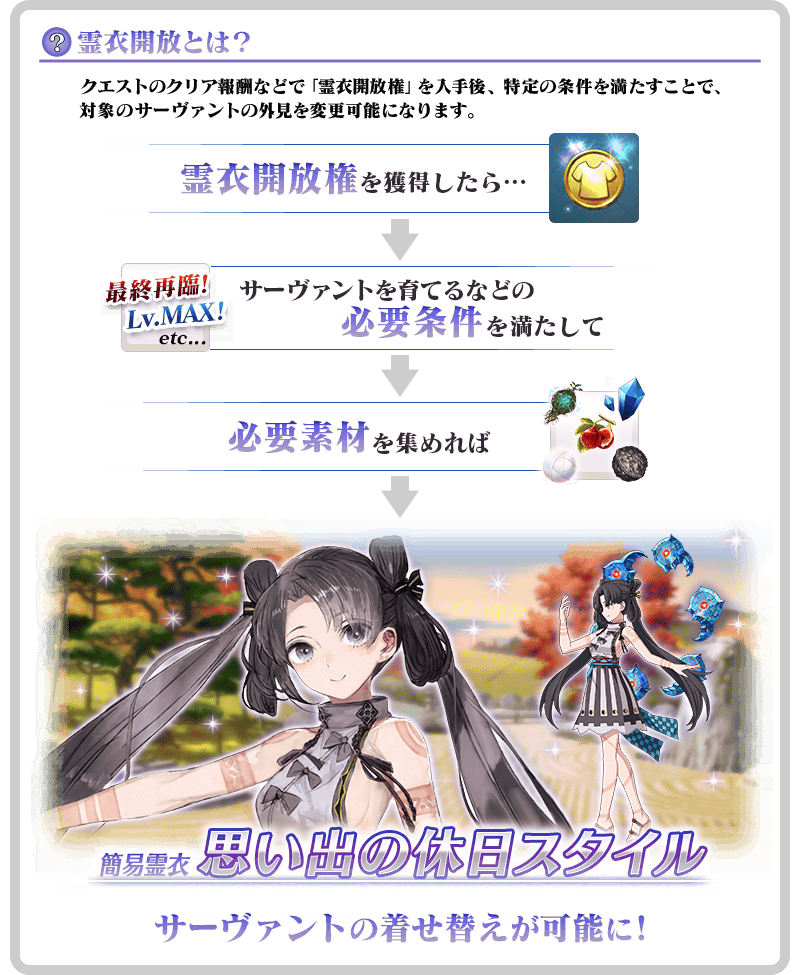 ?霊衣開放とは?
クエストのクリア報酬などで「霊衣開放権」を入手後、特定の条件を満たすことで、
対象のサーヴァントの外見を変更可能になります。
霊衣開放権を獲得したら…
最終再臨!
Lv.MAX!
etc...
サーヴァントを育てるなどの
必要条件を満たして
必要素材を集めれば
簡易霊衣 思い出の休日スタイル
サーヴァントの着せ替えが可能に!